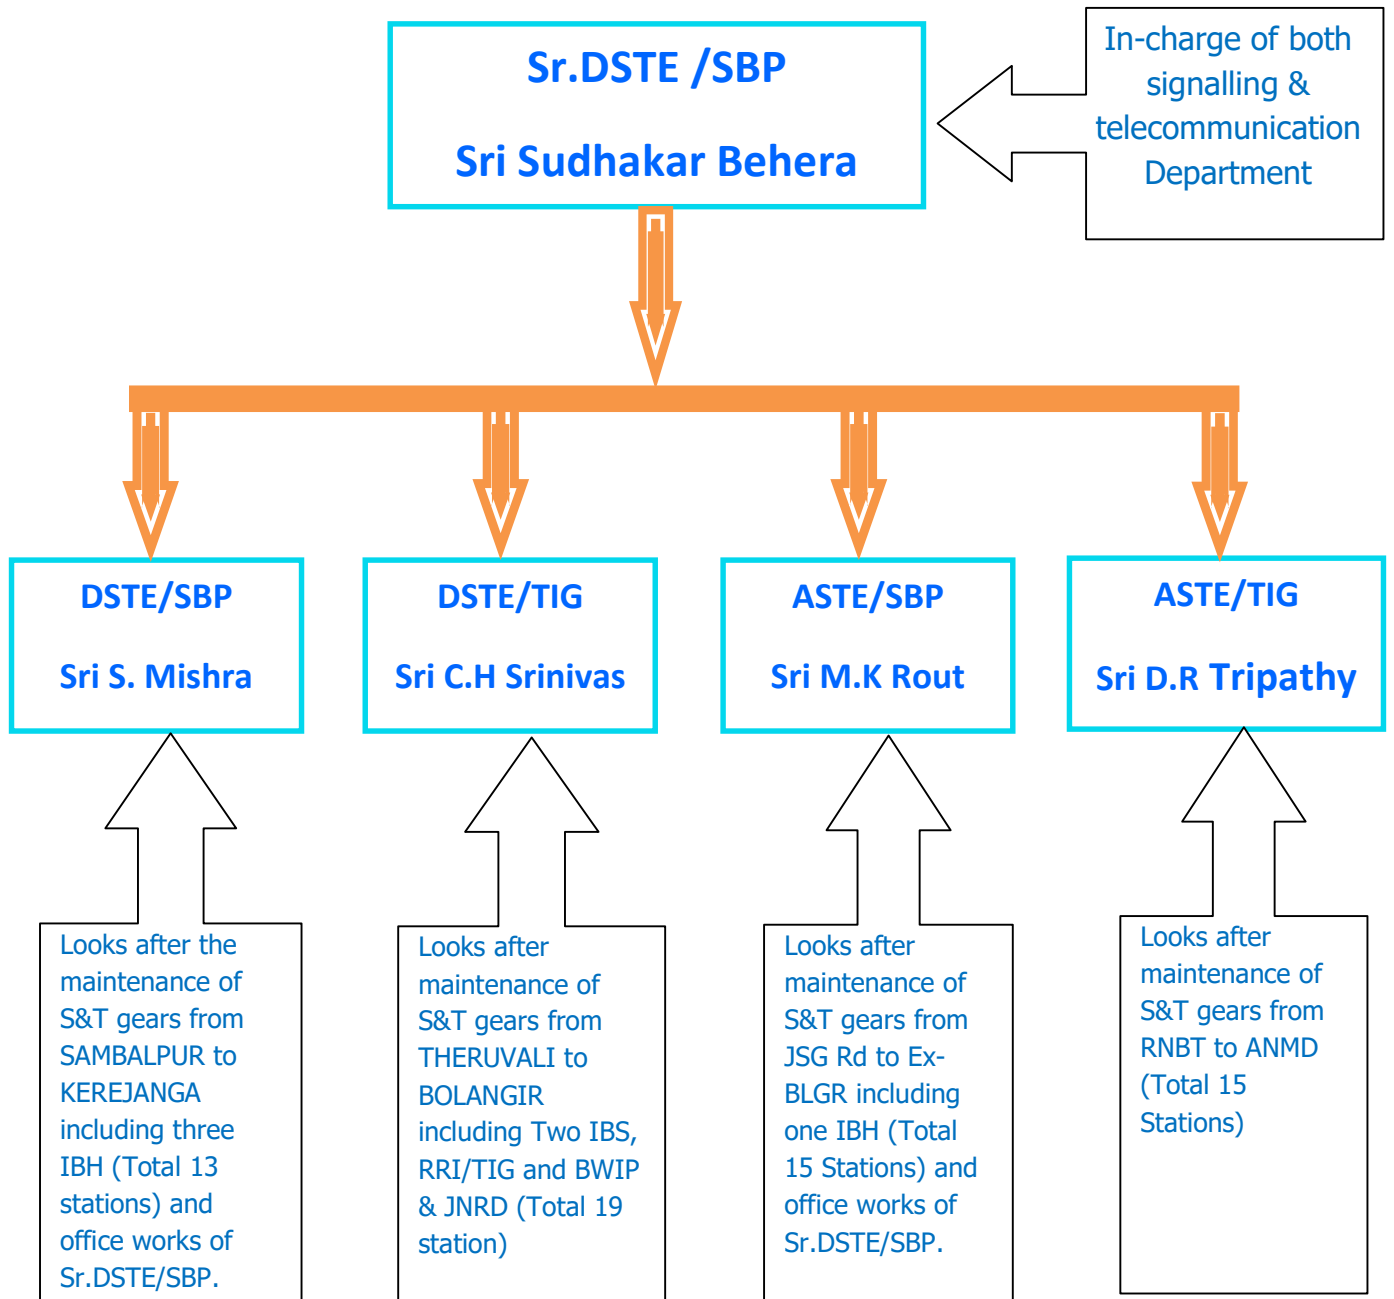 Sr.DSTE /SBP
Sri Sudhakar Behera
In-charge of both
signalling &
telecommunication
Department
DSTE/SBP
Sri S. Mishra
DSTE/TIG
Sri C.H Srinivas
ASTE/SBP
Sri M.K Rout
ASTE/TIG
Sri D.R Tripathy
Looks after the
maintenance of
S&T gears from
SAMBALPUR to
KEREJANGA
including three
IBH (Total 13
stations) and
office works of
Sr.DSTE/SBP.
Looks after
maintenance of
S&T gears from
THERUVALI to
BOLANGIR
including Two IBS,
RRI/TIG and BWIP
& JNRD (Total 19
station)
Looks after
maintenance of
S&T gears from
JSG Rd to Ex-
BLGR including
one IBH (Total
15 Stations) and
office works of
Sr.DSTE/SBP.
Looks after
maintenance of
S&T gears from
RNBT to ANMD
(Total 15
Stations)